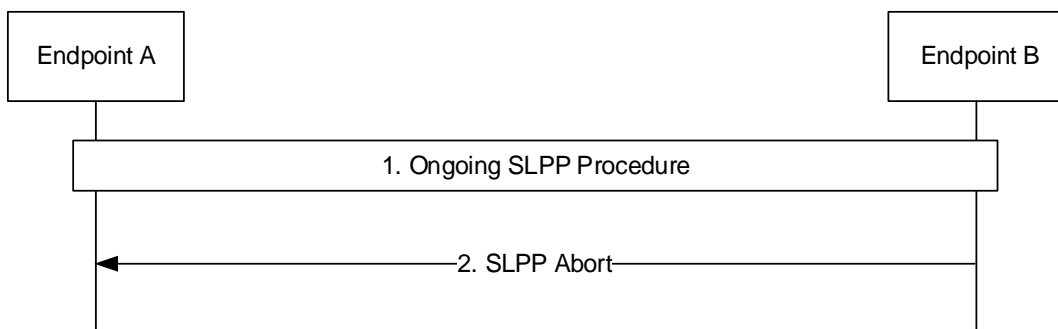 Endpoint A
Endpoint B
1. Ongoing SLPP Procedure
2. SLPP Abort